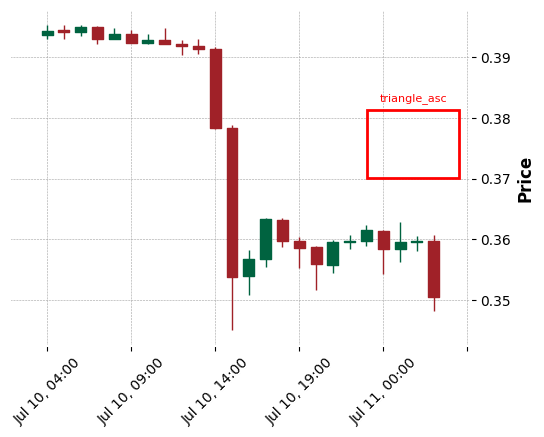 triangle_asc
0.39
0.38
0.37
0.36
0.35
Price
Jul 10, 04:00
Jul 10, 09:00
Jul 10, 14:00
Jul 10, 19:00
Jul 11, 00:00